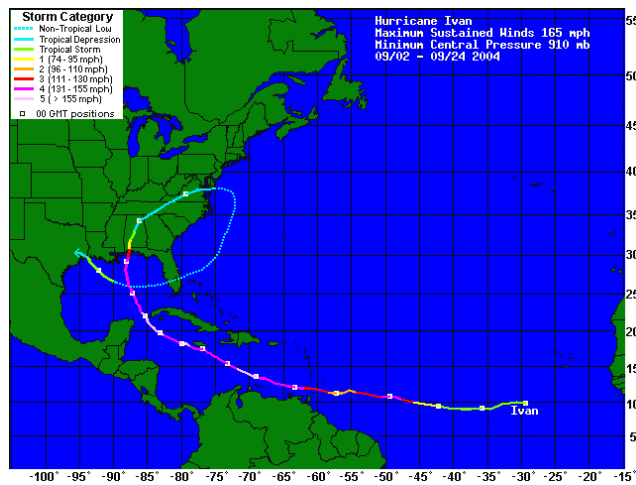 Storm Category
Non-Tropical Low
Tropical Depression
Tropical Storm
1 (74-95 mph)
2 (96-110 mph)
3 (111-130 mph)
4 (131-155 mph)
5 ( > 155 mph)
00 GMT positions
Hurricane Ivan
Maximum Sustained Winds 165 mph
Minimum Central Pressure 910 mb
09/02 - 09/24 2004
55
50
45
40
35
30
25
20
15
10
5
Ivan
-100° -95° -90° -85° -80° -75° -70° -65° -60° -55° -50° -45° -40° -35° -30° -25° -20° -15°